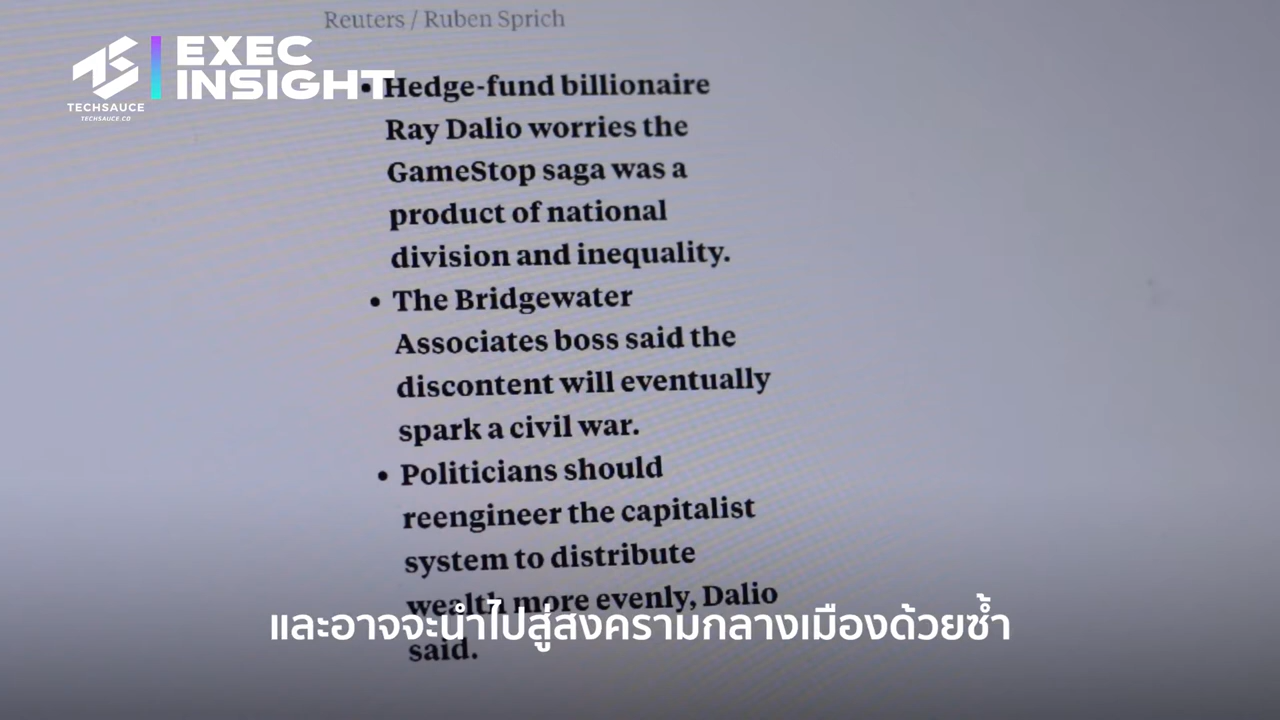 Reuters / Ruben Sprich
TECHSAUCE
TECHSAUCE.CO
EXEC
INSIGHT
• Hedge-fund billionaire
Ray Dalio worries the
GameStop saga was a
product of national
division and inequality.
• The Bridgewater
Associates boss said the
discontent will eventually
spark a civil war.
• Politicians should
reengineer the capitalist
system to distribute
wealth more evenly, Dalio
said.
และอาจจะนำไปสู่สงครามกลางเมืองด้วยซ้ำ